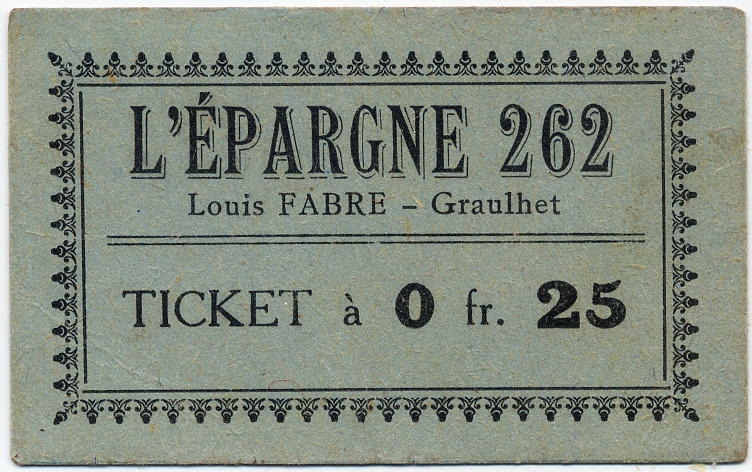 L'ÉPARGNE 262
Louis FABRE – Graulhet
TICKET à 0 fr. 25